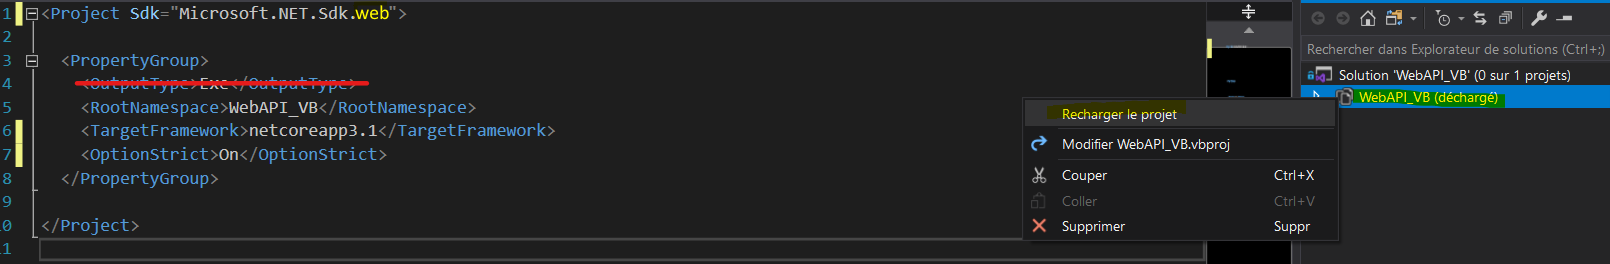 1 <Project Sdk="Microsoft.NET.Sdk.web">
2
3 <PropertyGroup>
4 <OutputType>Exe</OutputType>
5 <RootNamespace>WebAPI_VB</RootNamespace>
6 <TargetFramework>netcoreapp3.1</TargetFramework>
7 <OptionStrict>On</OptionStrict>
8 </PropertyGroup>
9
10 </Project>
11
Recharger le projet
Modifier WebAPI_VB.vbproj
Couper Ctrl+X
Coller Ctrl+V
Supprimer Suppr
Rechercher dans Explorateur de solutions (Ctrl+;)
Solution 'WebAPI_VB' (0 sur 1 projets)
WebAPI_VB (déchargé)